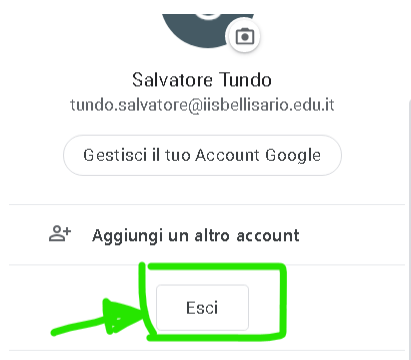 Salvatore Tundo
tundo.salvatore@iisbellisario.edu.it
Gestisci il tuo Account Google
Aggiungi un altro account
Esci